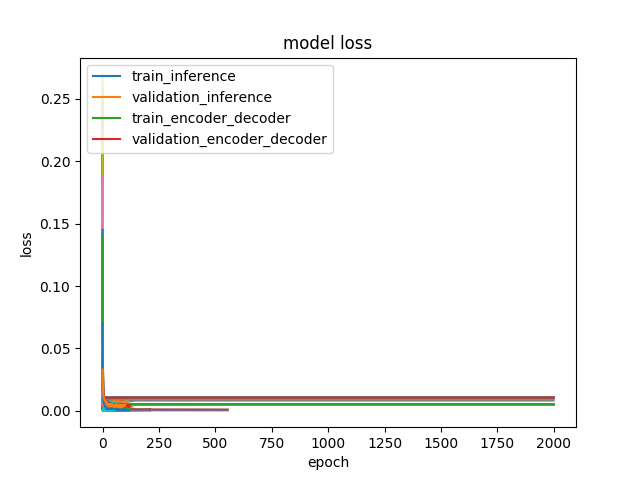 model loss
train_inference
validation_inference
train_encoder_decoder
validation_encoder_decoder
0.25
0.20
0.15
0.10
0.05
0.00
loss
0 250 500 750 1000 1250 1500 1750 2000
epoch